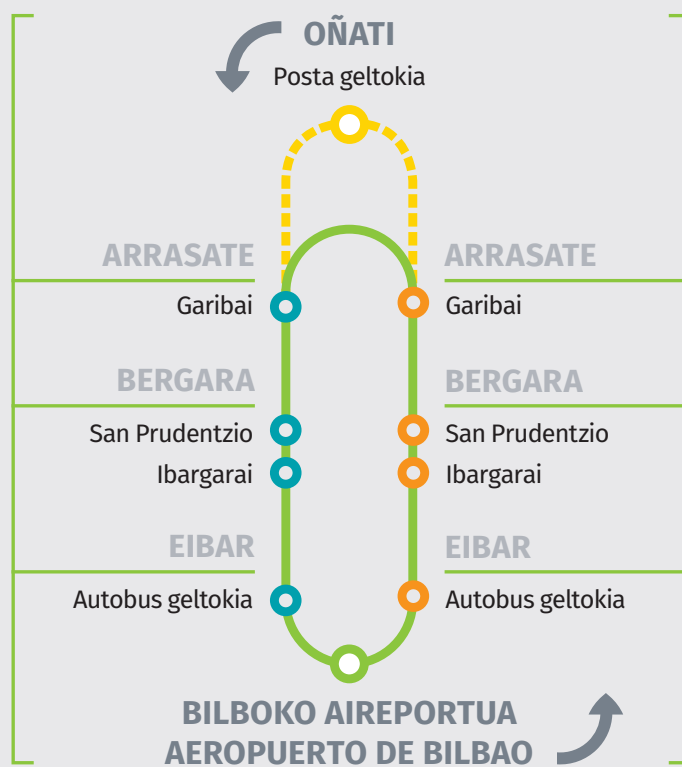 OÑATI
Posta geltokia
ARRASATE
Garibai
BERGARA
San Prudentzio
Ibargarai
EIBAR
Autobus geltokia
ARRASATE
Garibai
BERGARA
San Prudentzio
Ibargarai
EIBAR
Autobus geltokia
BILBOKO AIREPORTUA
AEROPUERTO DE BILBAO